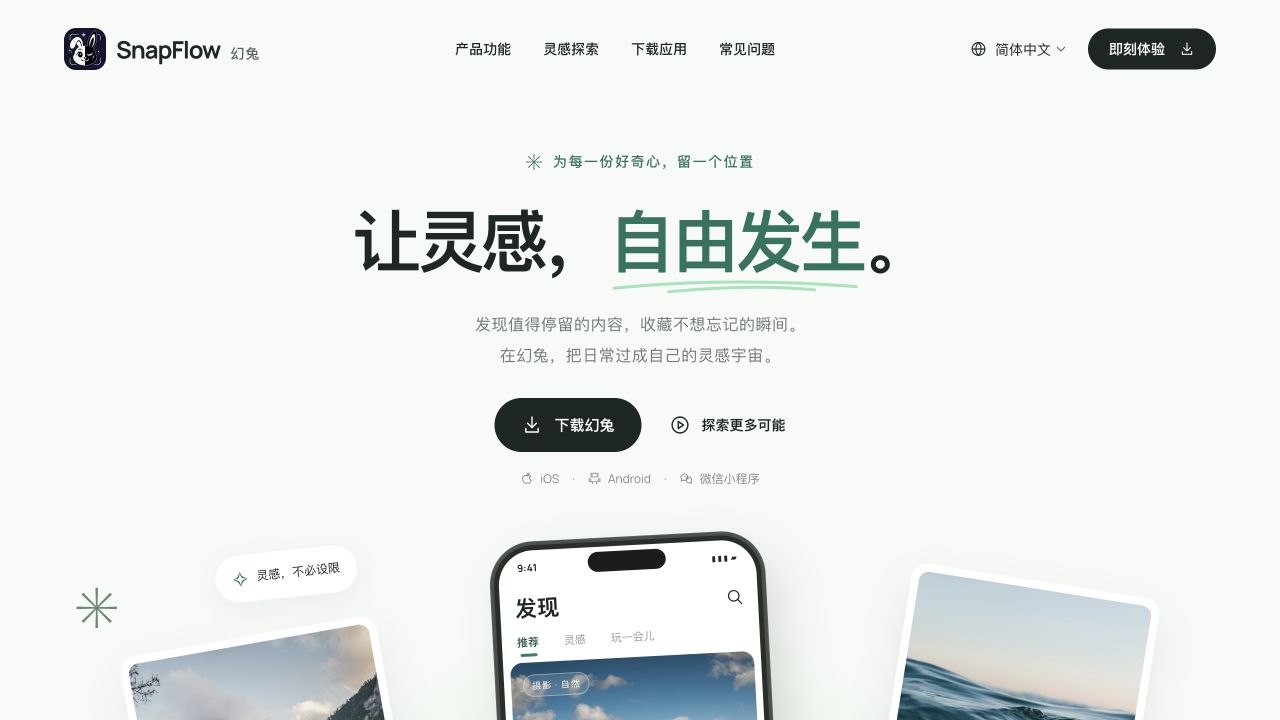 SnapFlow 幻兔
产品功能
灵感探索
下载应用
常见问题
简体中文
即刻体验
为每一份好奇心，留一个位置
让灵感，自由发生。
发现值得停留的内容，收藏不想忘记的瞬间。
在幻兔，把日常过成自己的灵感宇宙。
下载幻兔
探索更多可能
iOS · Android · 微信小程序
灵感，不必设限
9:41
发现
推荐 灵感 玩一会儿
摄影 · 自然